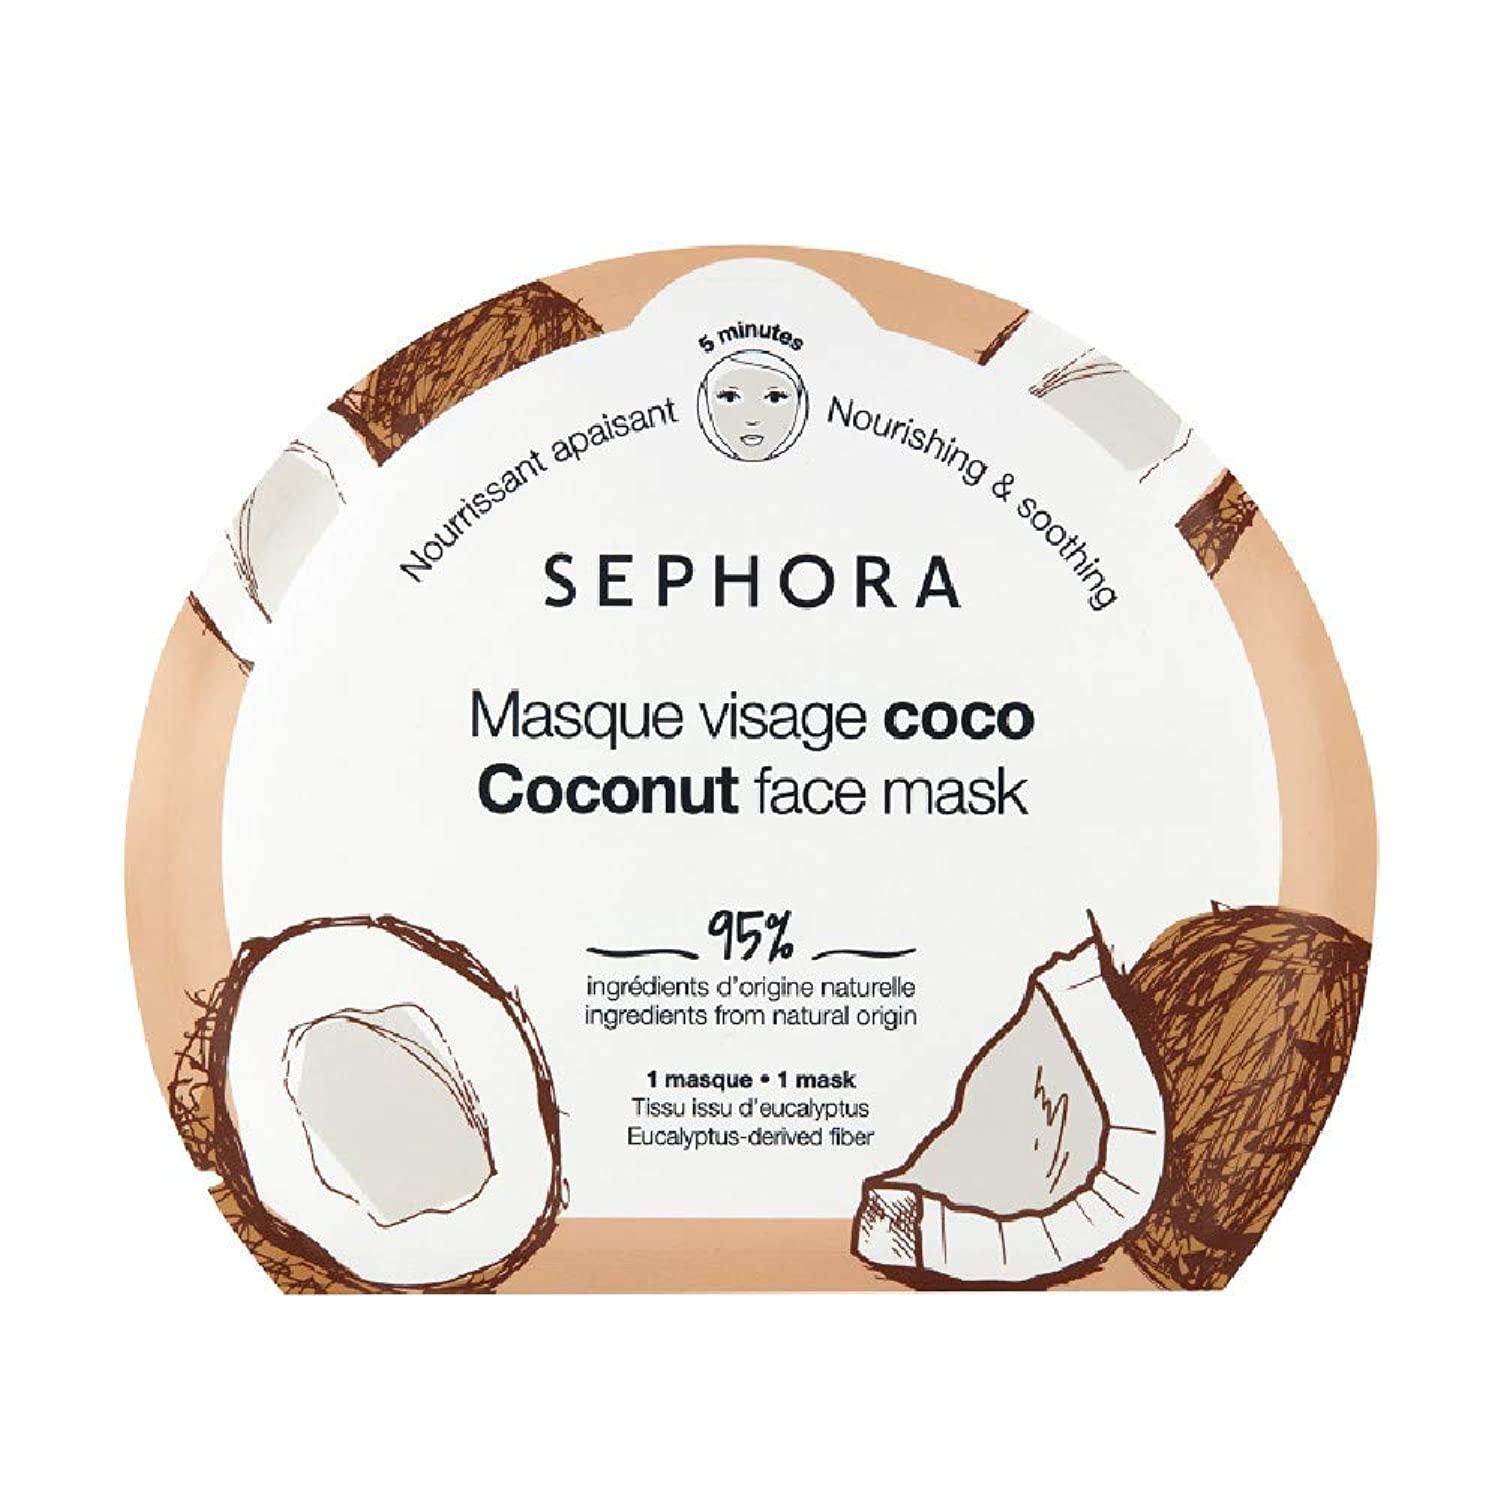 5 minutes
Nourrissant apaisant
Nourishing & soothing
SEPHORA
Masque visage coco
Coconut face mask
95%
ingrédients d'origine naturelle
ingredients from natural origin
1 masque • 1 mask
Tissu issu d'eucalyptus
Eucalyptus-derived fiber